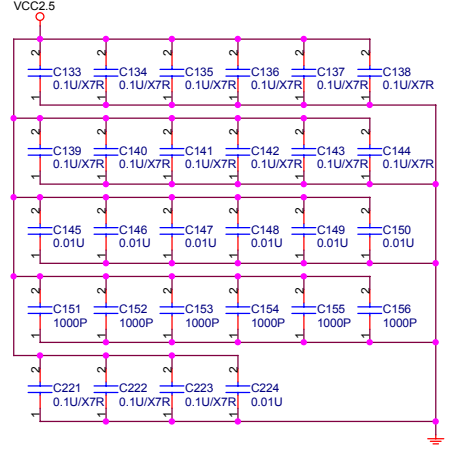 VCC2.5
2 2 2 2 2 2
C133 C134 C135 C136 C137 C138
0.1U/X7R 0.1U/X7R 0.1U/X7R 0.1U/X7R 0.1U/X7R 0.1U/X7R
1 1 1 1 1 1
2 2 2 2 2 2
C139 C140 C141 C142 C143 C144
0.1U/X7R 0.1U/X7R 0.1U/X7R 0.1U/X7R 0.1U/X7R 0.1U/X7R
1 1 1 1 1 1
2 2 2 2 2 2
C145 C146 C147 C148 C149 C150
0.01U 0.01U 0.01U 0.01U 0.01U 0.01U
1 1 1 1 1 1
2 2 2 2 2 2
C151 C152 C153 C154 C155 C156
1000P 1000P 1000P 1000P 1000P 1000P
1 1 1 1 1 1
2 2 2 2
C221 C222 C223 C224
0.1U/X7R 0.1U/X7R 0.1U/X7R 0.01U
1 1 1 1